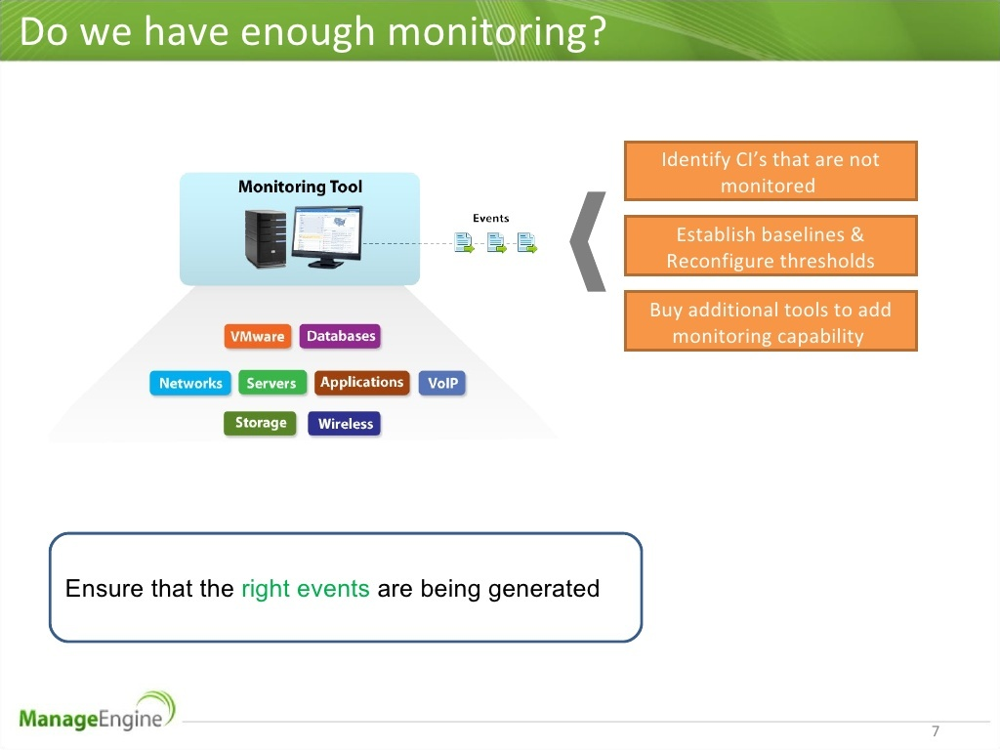 Do we have enough monitoring?
Monitoring Tool
Events
VMware
Databases
Networks
Servers
Applications
VoIP
Storage
Wireless
Identify CI’s that are not
monitored
Establish baselines &
Reconfigure thresholds
Buy additional tools to add
monitoring capability
Ensure that the right events are being generated
ManageEngine
7